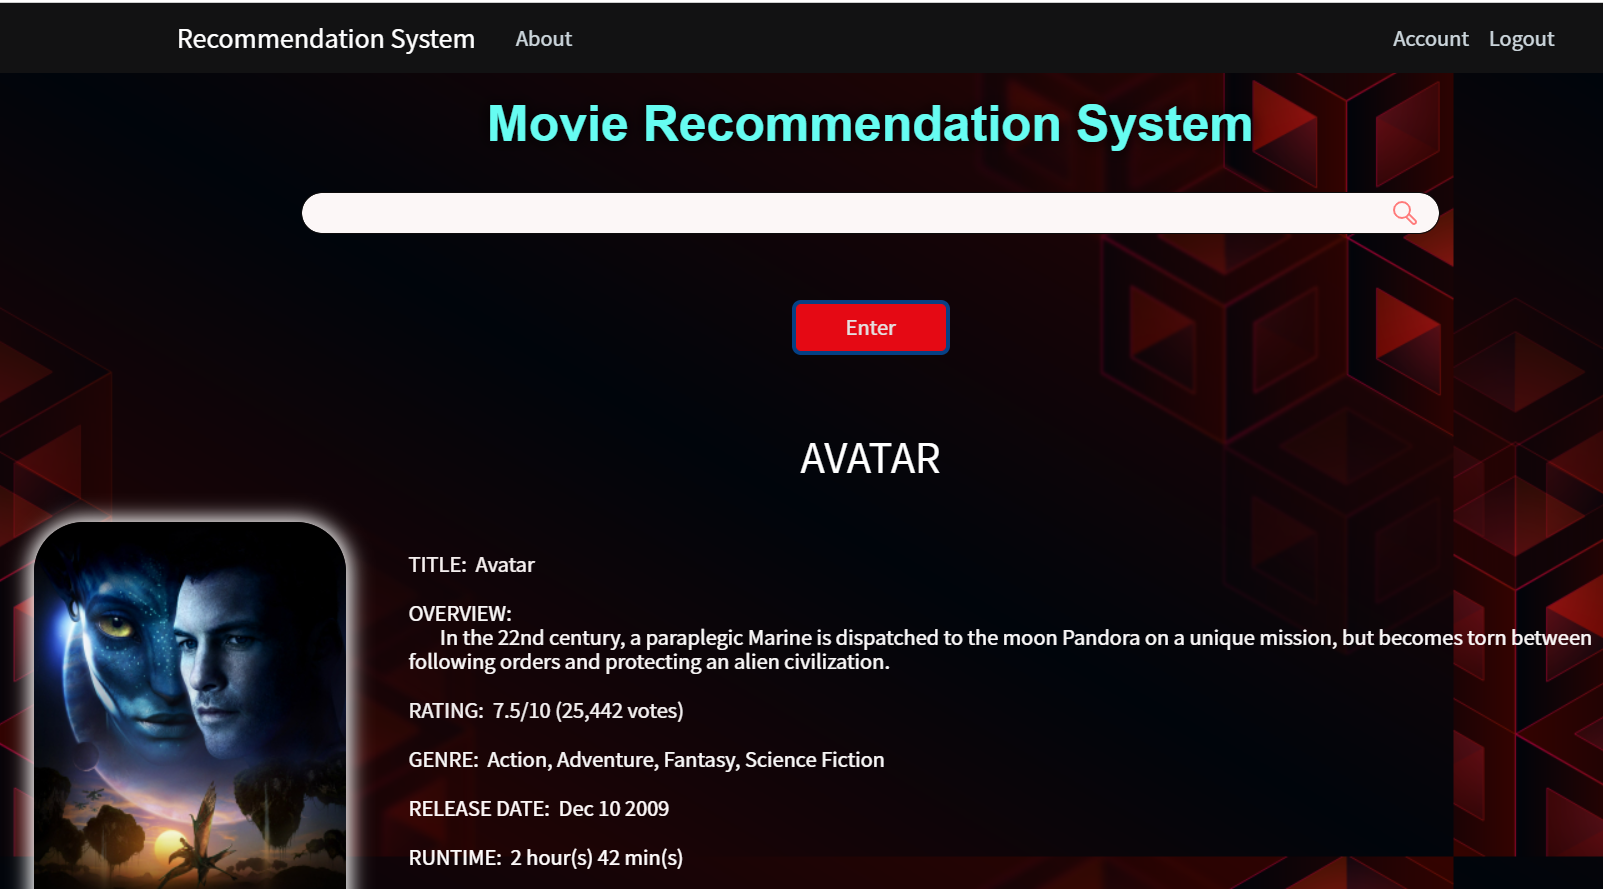 Recommendation System About Account Logout
Movie Recommendation System
Enter
AVATAR
TITLE: Avatar
OVERVIEW:
In the 22nd century, a paraplegic Marine is dispatched to the moon Pandora on a unique mission, but becomes torn between
following orders and protecting an alien civilization.
RATING: 7.5/10 (25,442 votes)
GENRE: Action, Adventure, Fantasy, Science Fiction
RELEASE DATE: Dec 10 2009
RUNTIME: 2 hour(s) 42 min(s)